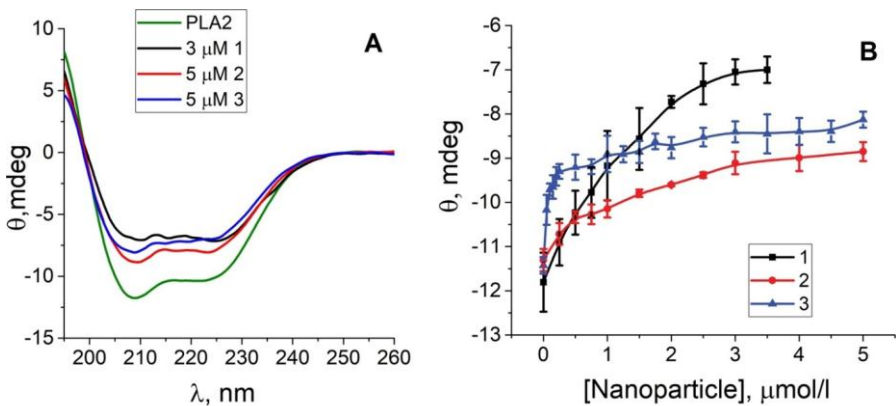 A
PLA2
3 μM 1
5 μM 2
5 μM 3
10
5
0
-5
-10
-15
θ,mdeg
200 210 220 230 240 250 260
λ, nm
B
-7
-8
-9
-10
-11
-12
-13
θ, mdeg
1
2
3
0 1 2 3 4 5
[Nanoparticle], μmol/l